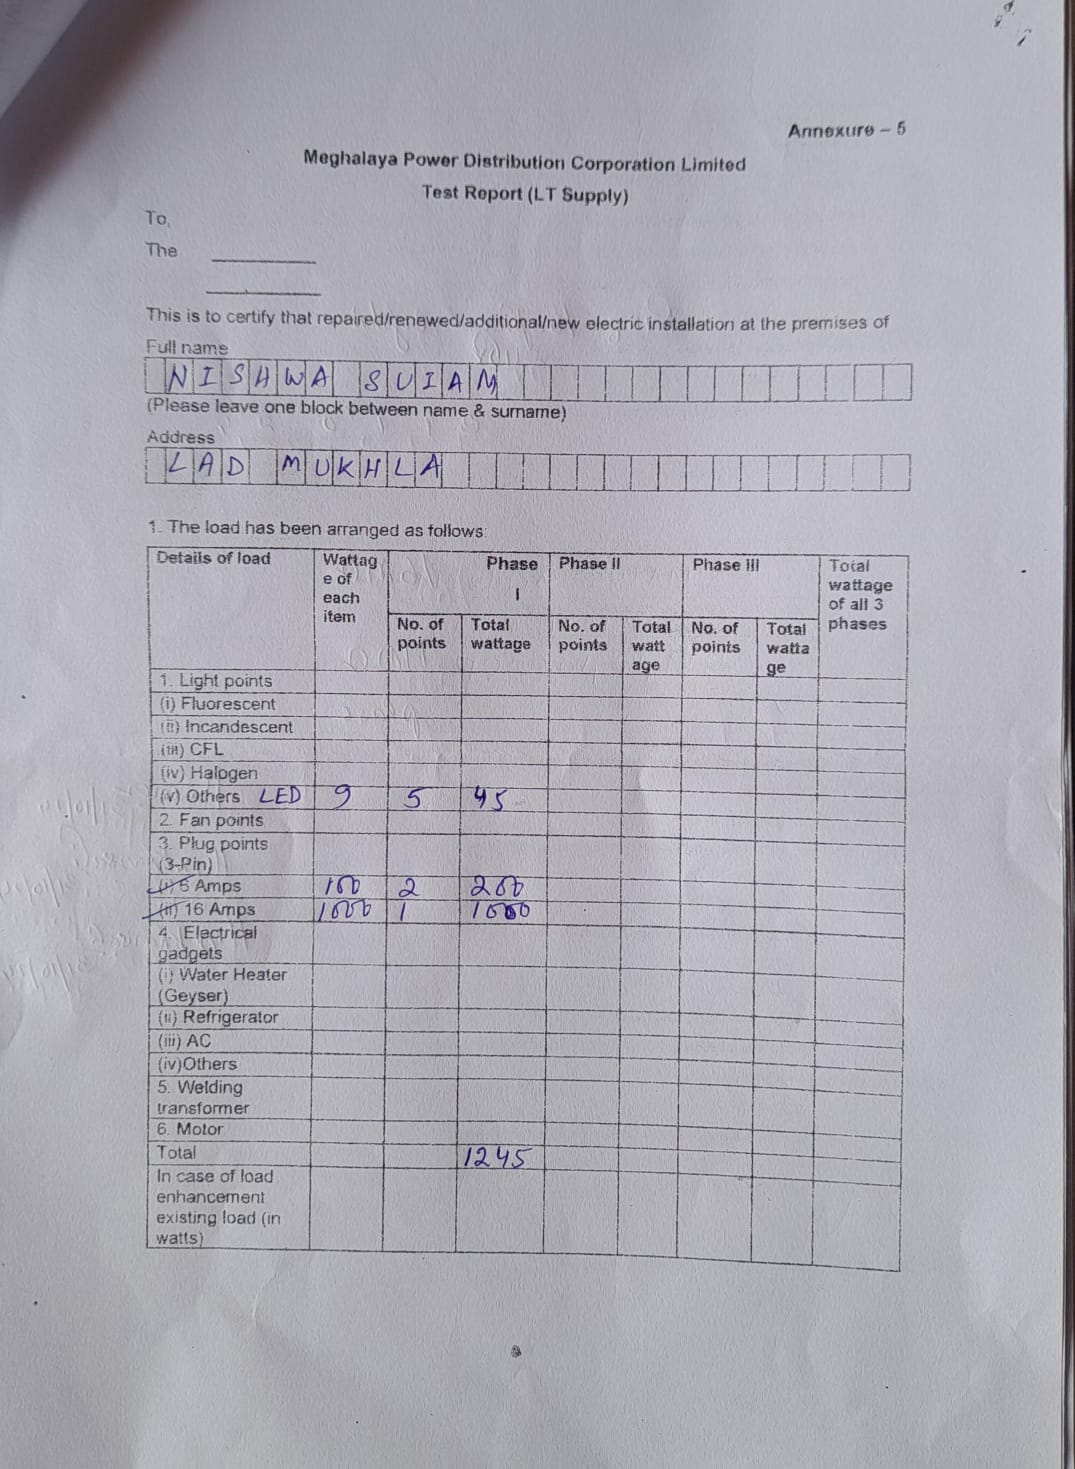 Annexure – 5
Meghalaya Power Distribution Corporation Limited
Test Report (LT Supply)
To,
The
This is to certify that repaired/renewed/additional/new electric installation at the premises of
Full name
NISHWA SUIAM
(Please leave one block between name & surname)
Address
LAD MUKHLA
1. The load has been arranged as follows:
Details of load Wattag e of each item Phase I Phase II Phase III Total wattage of all 3 phases
No. of points Total wattage No. of points Total watt age No. of points Total watta ge
1. Light points
(i) Fluorescent
(ii) Incandescent
(iii) CFL
(iv) Halogen
(v) Others LED 9 5 45
2. Fan points
3. Plug points
(3-Pin)
(i) 6 Amps 100 2 200
(ii) 16 Amps 1000 1 1000
4. Electrical
gadgets
(i) Water Heater
(Geyser)
(ii) Refrigerator
(iii) AC
(iv)Others
5. Welding
transformer
6. Motor
Total 1245
In case of load
enhancement
existing load (in
watts)